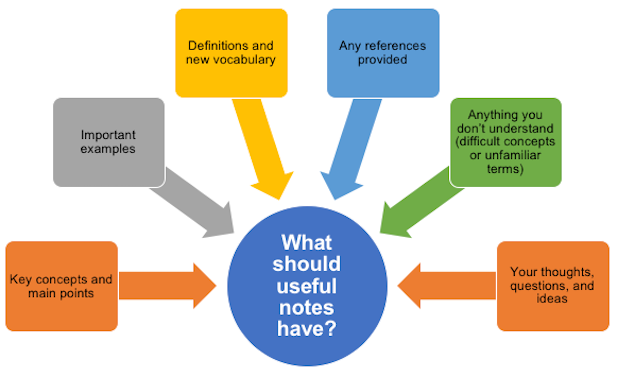 Definitions and
new vocabulary
Any references
provided
Important
examples
Anything you
don't understand
(difficult concepts
or unfamiliar
terms)
Key concepts and
main points
What
should
useful
notes
have?
Your thoughts,
questions, and
ideas